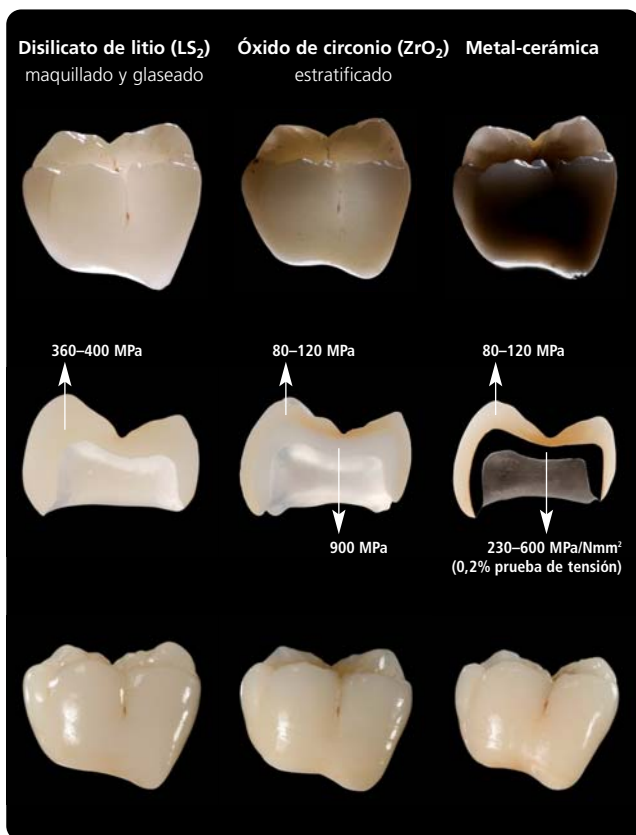 Disilicato de litio (LS₂)
maquillado y glaseado
Óxido de circonio (ZrO₂)
estratificado
Metal-cerámica
360–400 MPa
80–120 MPa
80–120 MPa
900 MPa
230–600 MPa/Nmm²
(0,2% prueba de tensión)